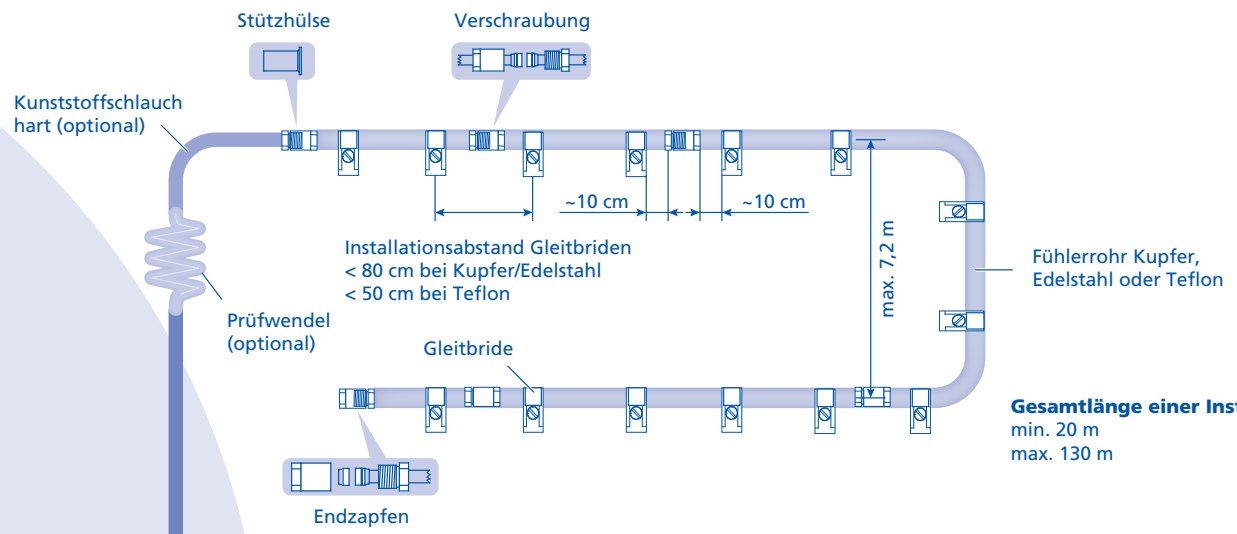 Stützhülse
Verschraubung
Kunststoffschlauch
hart (optional)
~10 cm
~10 cm
Installationsabstand Gleitbriden
< 80 cm bei Kupfer/Edelstahl
< 50 cm bei Teflon
max. 7,2 m
Fühlerrohr Kupfer,
Edelstahl oder Teflon
Prüfwendel
(optional)
Gleitbride
Gesamtlänge einer
min. 20 m
max. 130 m
Endzapfen